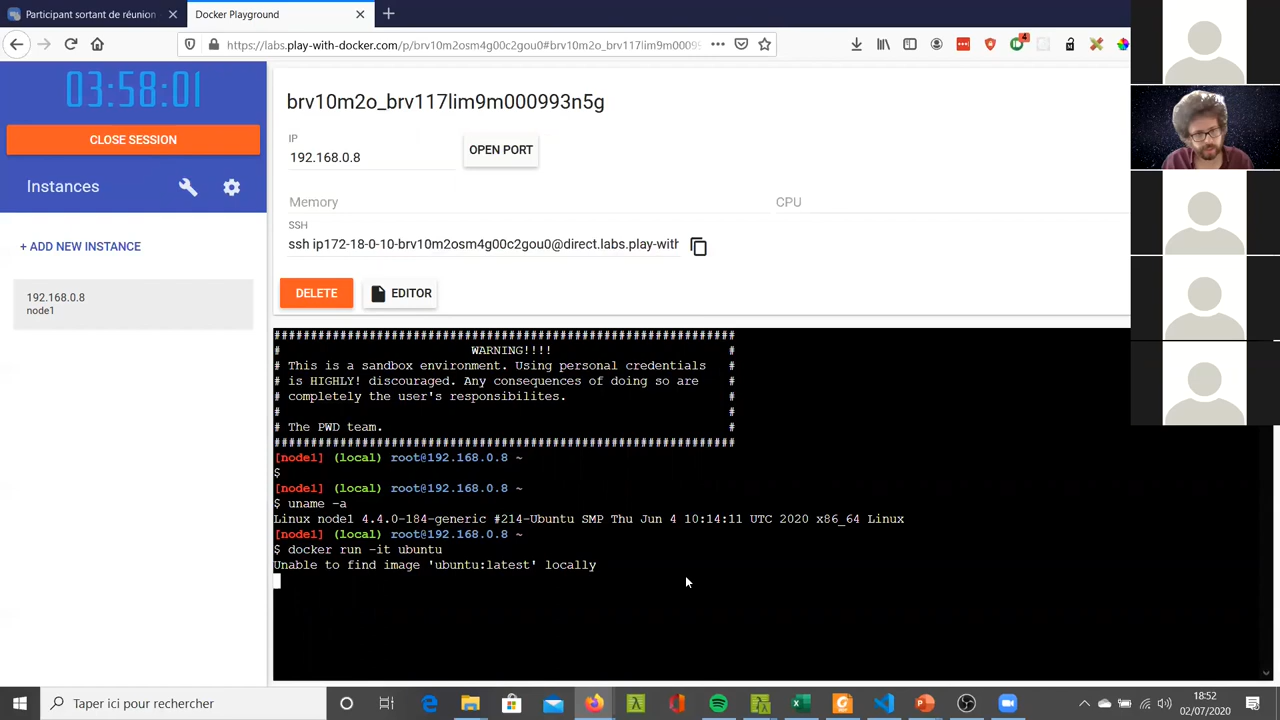 Participant sortant de réunion
Docker Playground
https://labs.play-with-docker.com/p/brv10m2osm4g00c2gou0#brv10m2o_brv117lim9m00099
4
03:58:01
CLOSE SESSION
Instances
+ ADD NEW INSTANCE
192.168.0.8
node1
brv10m2o_brv117lim9m000993n5g
IP
192.168.0.8
OPEN PORT
Memory
CPU
SSH
ssh ip172-18-0-10-brv10m2osm4g00c2gou0@direct.labs.play-with
DELETE
EDITOR
###############################################################
# WARNING!!!! #
# This is a sandbox environment. Using personal credentials #
# is HIGHLY! discouraged. Any consequences of doing so are #
# completely the user's responsibilites. #
# #
# The PWD team. #
###############################################################
[node1] (local) root@192.168.0.8 ~
$
[node1] (local) root@192.168.0.8 ~
$ uname -a
Linux node1 4.4.0-184-generic #214-Ubuntu SMP Thu Jun 4 10:14:11 UTC 2020 x86_64 Linux
[node1] (local) root@192.168.0.8 ~
$ docker run -it ubuntu
Unable to find image 'ubuntu:latest' locally
Taper ici pour rechercher
18:52
02/07/2020